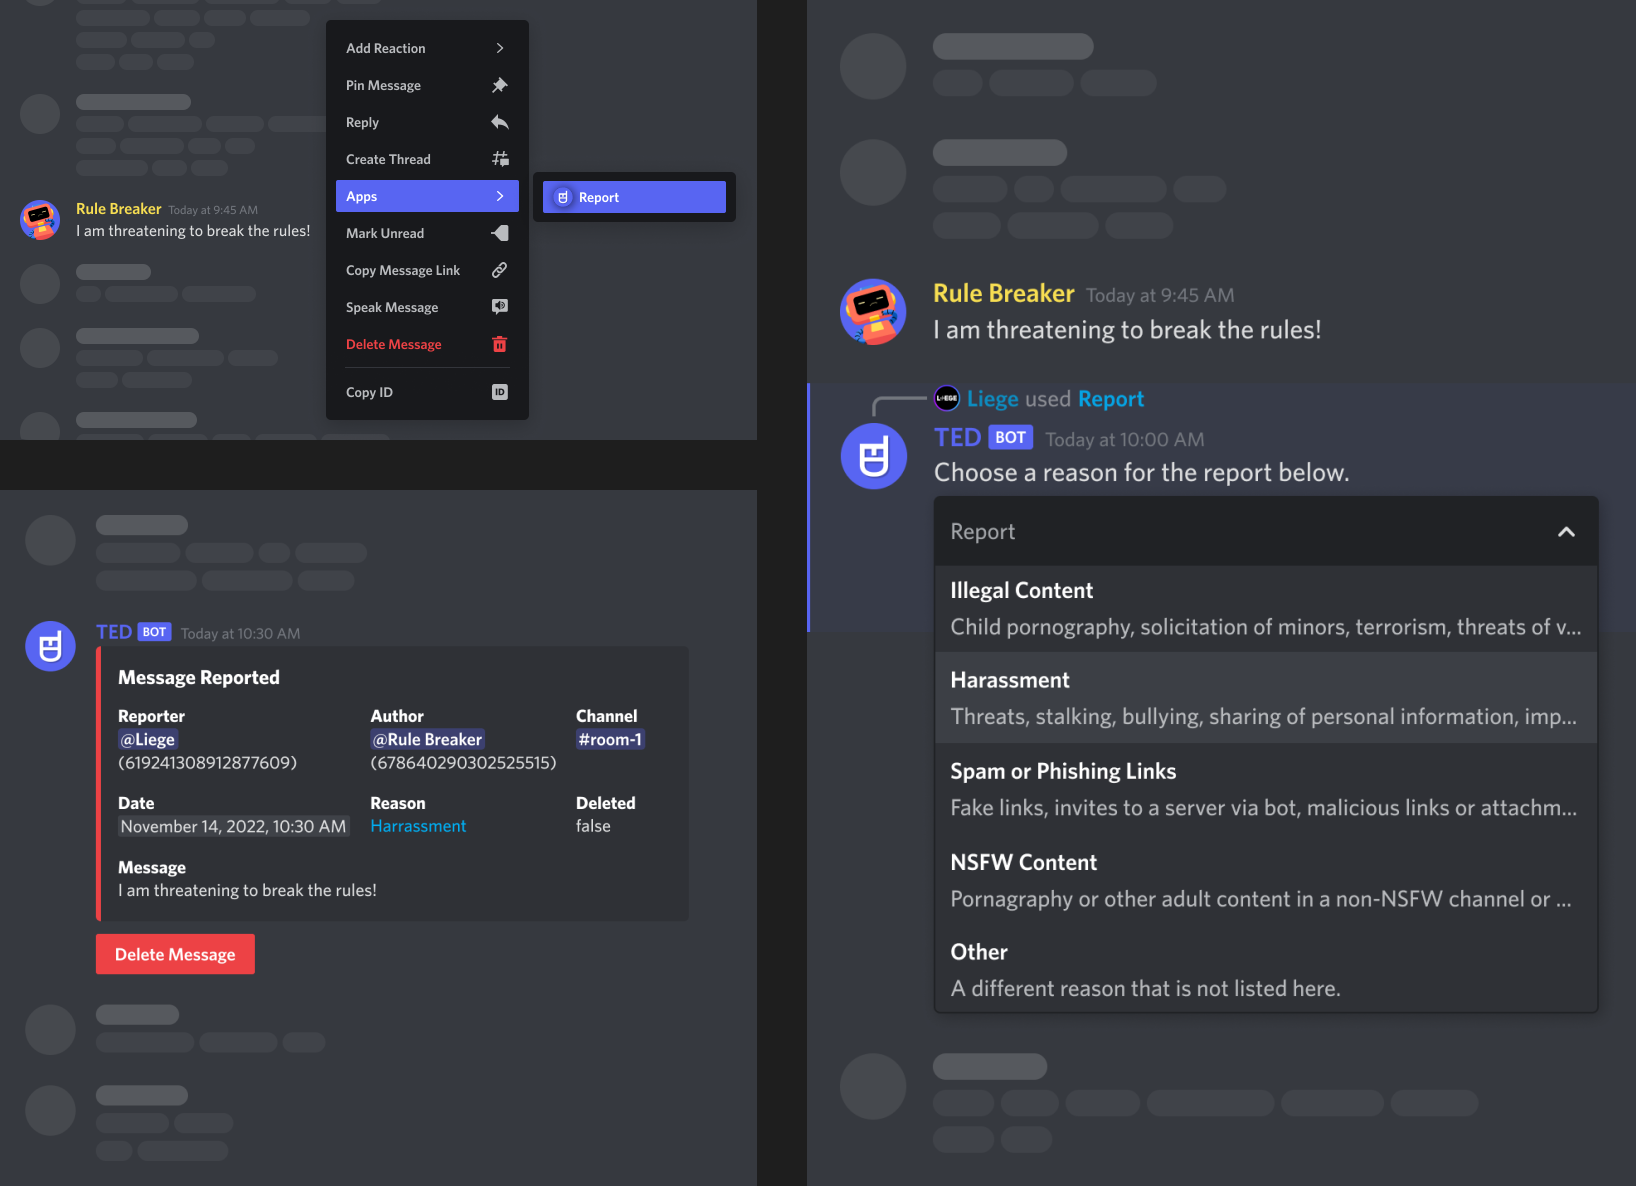 Add Reaction
Pin Message
Reply
Create Thread
Apps
Report
Mark Unread
Copy Message Link
Speak Message
Delete Message
Copy ID
ID
Rule Breaker Today at 9:45 AM
I am threatening to break the rules!
TED BOT Today at 10:30 AM
Message Reported
Reporter Author Channel
@Liege @Rule Breaker #room-1
(619241308912877609) (678640290302525515)
Date Reason Deleted
November 14, 2022, 10:30 AM Harrassment false
Message
I am threatening to break the rules!
Delete Message
Rule Breaker Today at 9:45 AM
I am threatening to break the rules!
LIEGE Liege used Report
TED BOT Today at 10:00 AM
Choose a reason for the report below.
Report
Illegal Content
Child pornography, solicitation of minors, terrorism, threats of v...
Harassment
Threats, stalking, bullying, sharing of personal information, imp...
Spam or Phishing Links
Fake links, invites to a server via bot, malicious links or attachm...
NSFW Content
Pornagraphy or other adult content in a non-NSFW channel or ...
Other
A different reason that is not listed here.